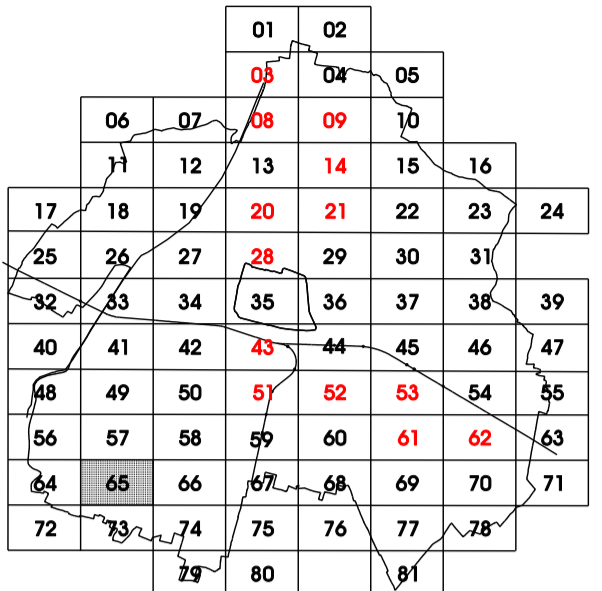 01 02
03 04 05
06 07 08 09 10
11 12 13 14 15 16
17 18 19 20 21 22 23 24
25 26 27 28 29 30 31
32 33 34 35 36 37 38 39
40 41 42 43 44 45 46 47
48 49 50 51 52 53 54 55
56 57 58 59 60 61 62 63
64 65 66 67 68 69 70 71
72 73 74 75 76 77 78
79 80 81